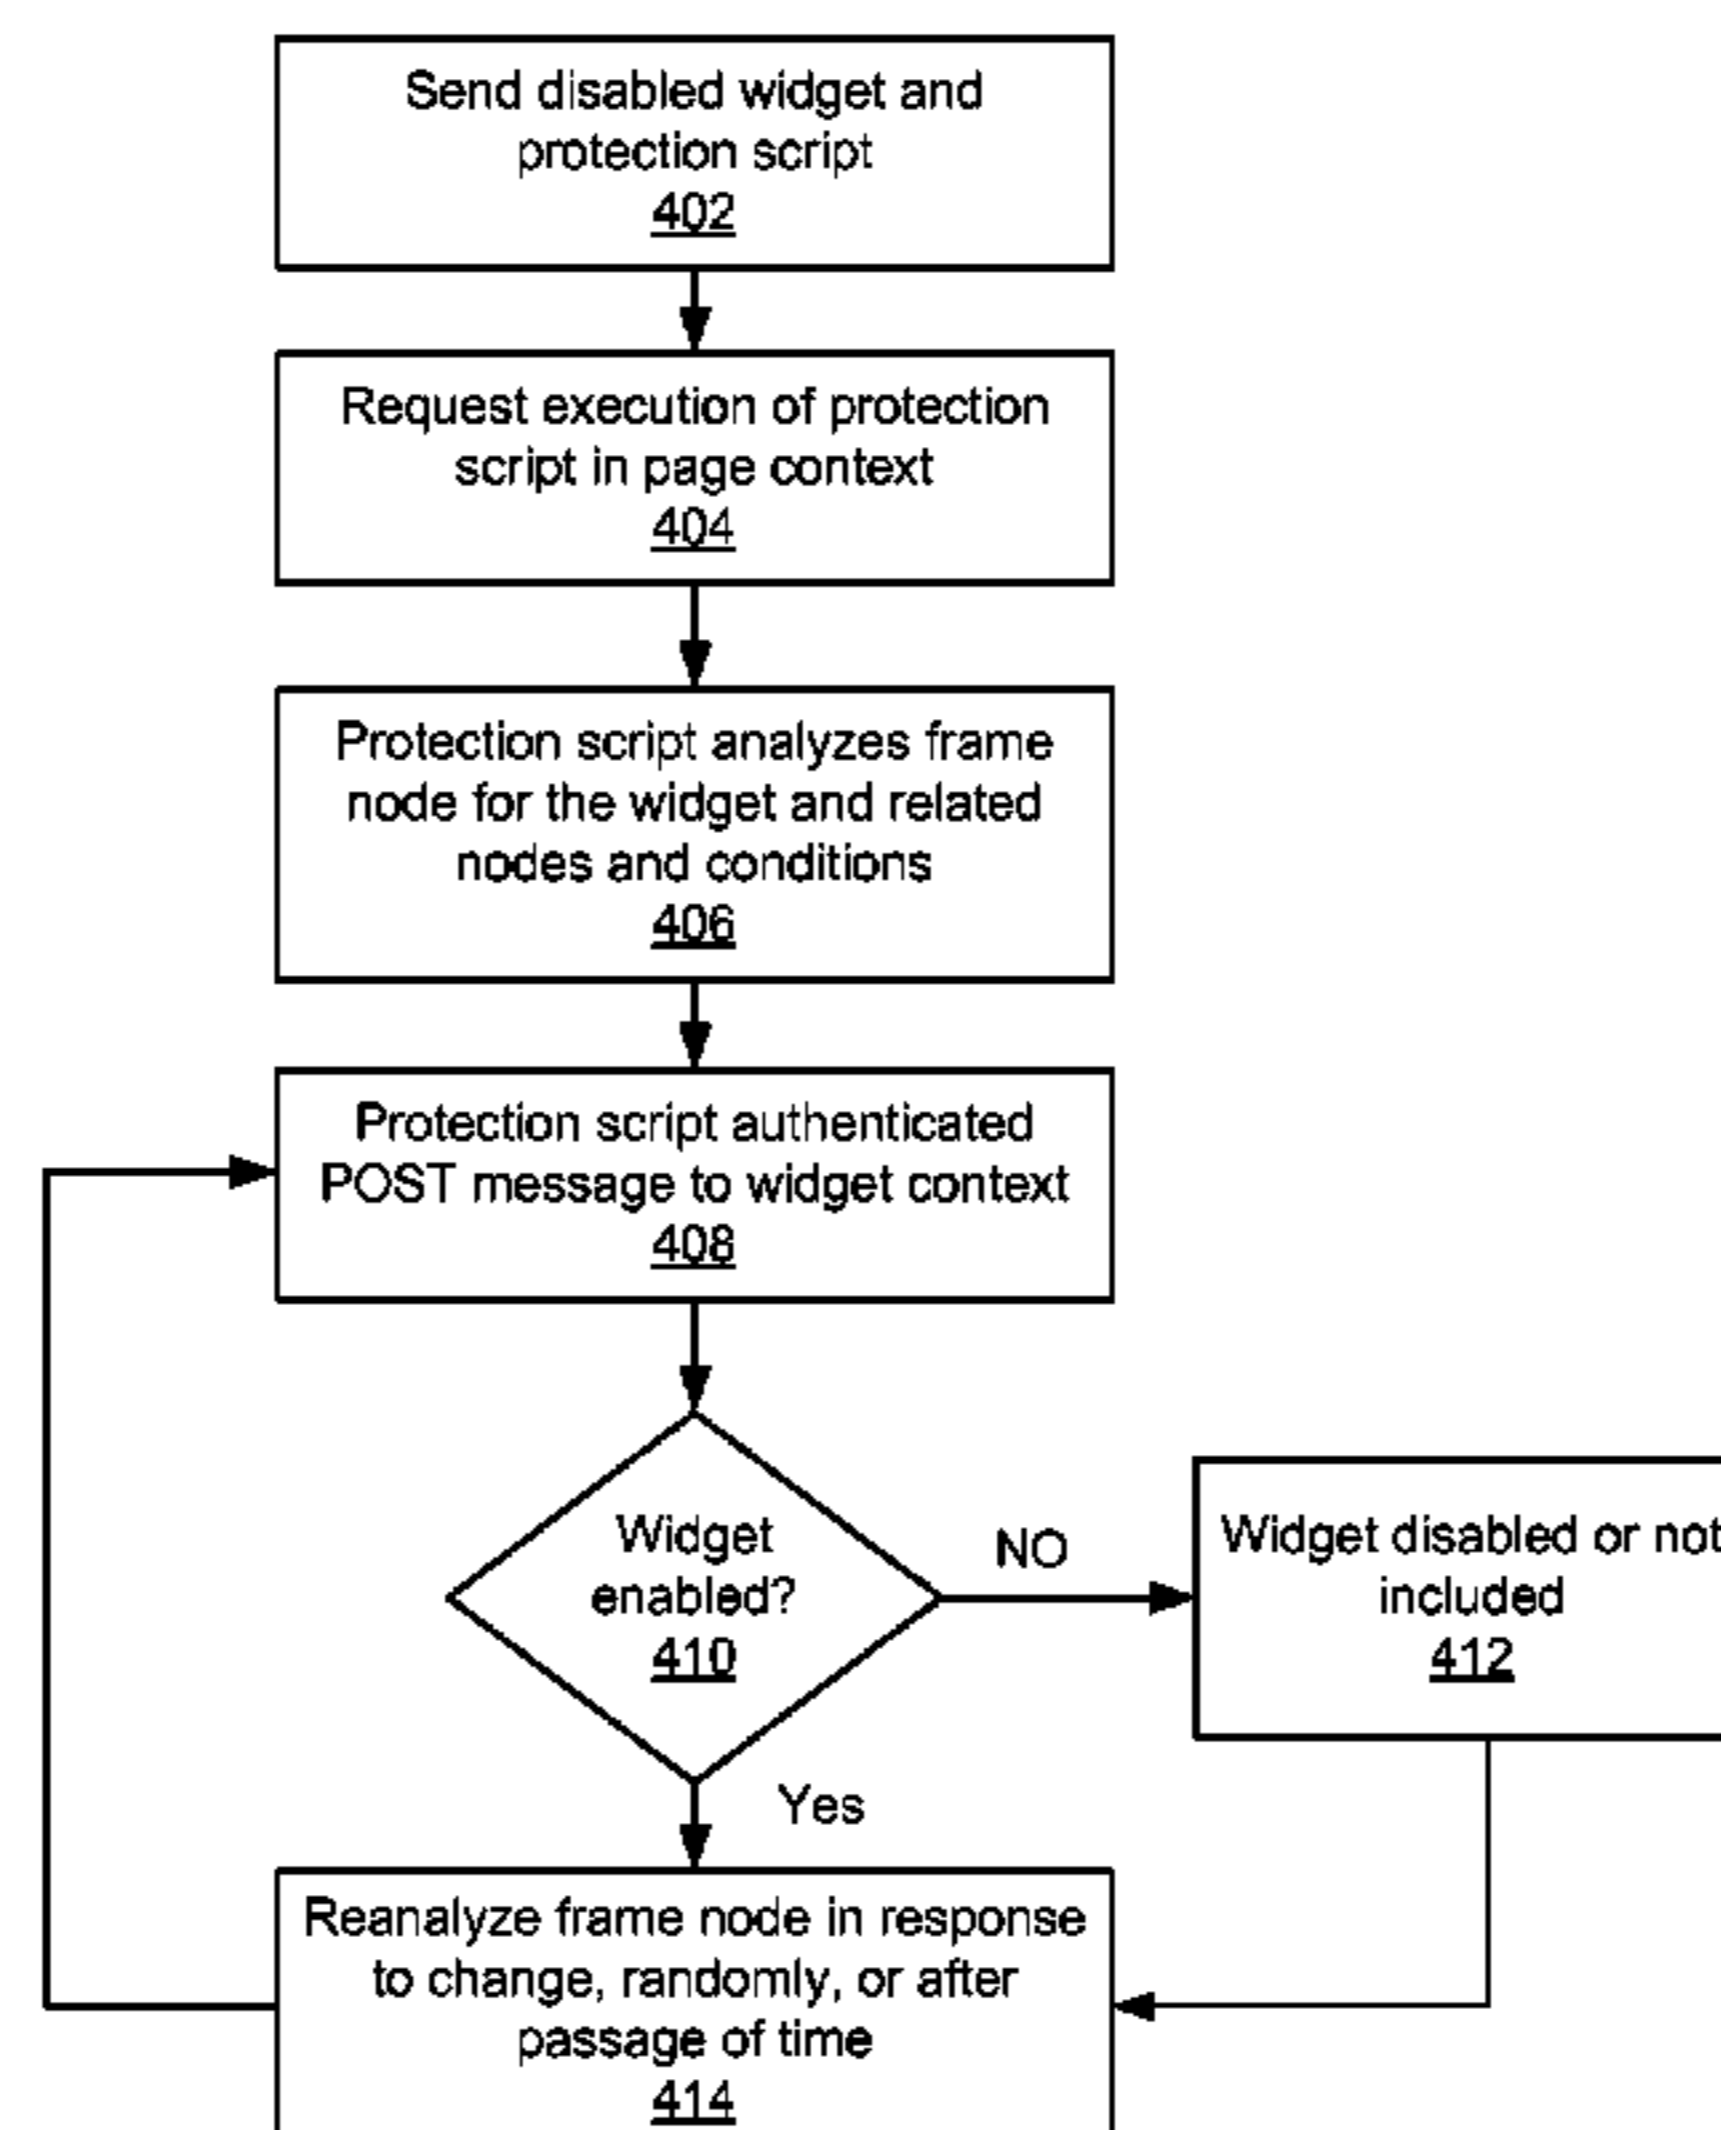 Send disabled widget and
protection script
402
Request execution of protection
script in page context
404
Protection script analyzes frame
node for the widget and related
nodes and conditions
406
Protection script authenticated
POST message to widget context
408
Widget
enabled?
410
NO
Widget disabled or not
included
412
Yes
Reanalyze frame node in response
to change, randomly, or after
passage of time
414